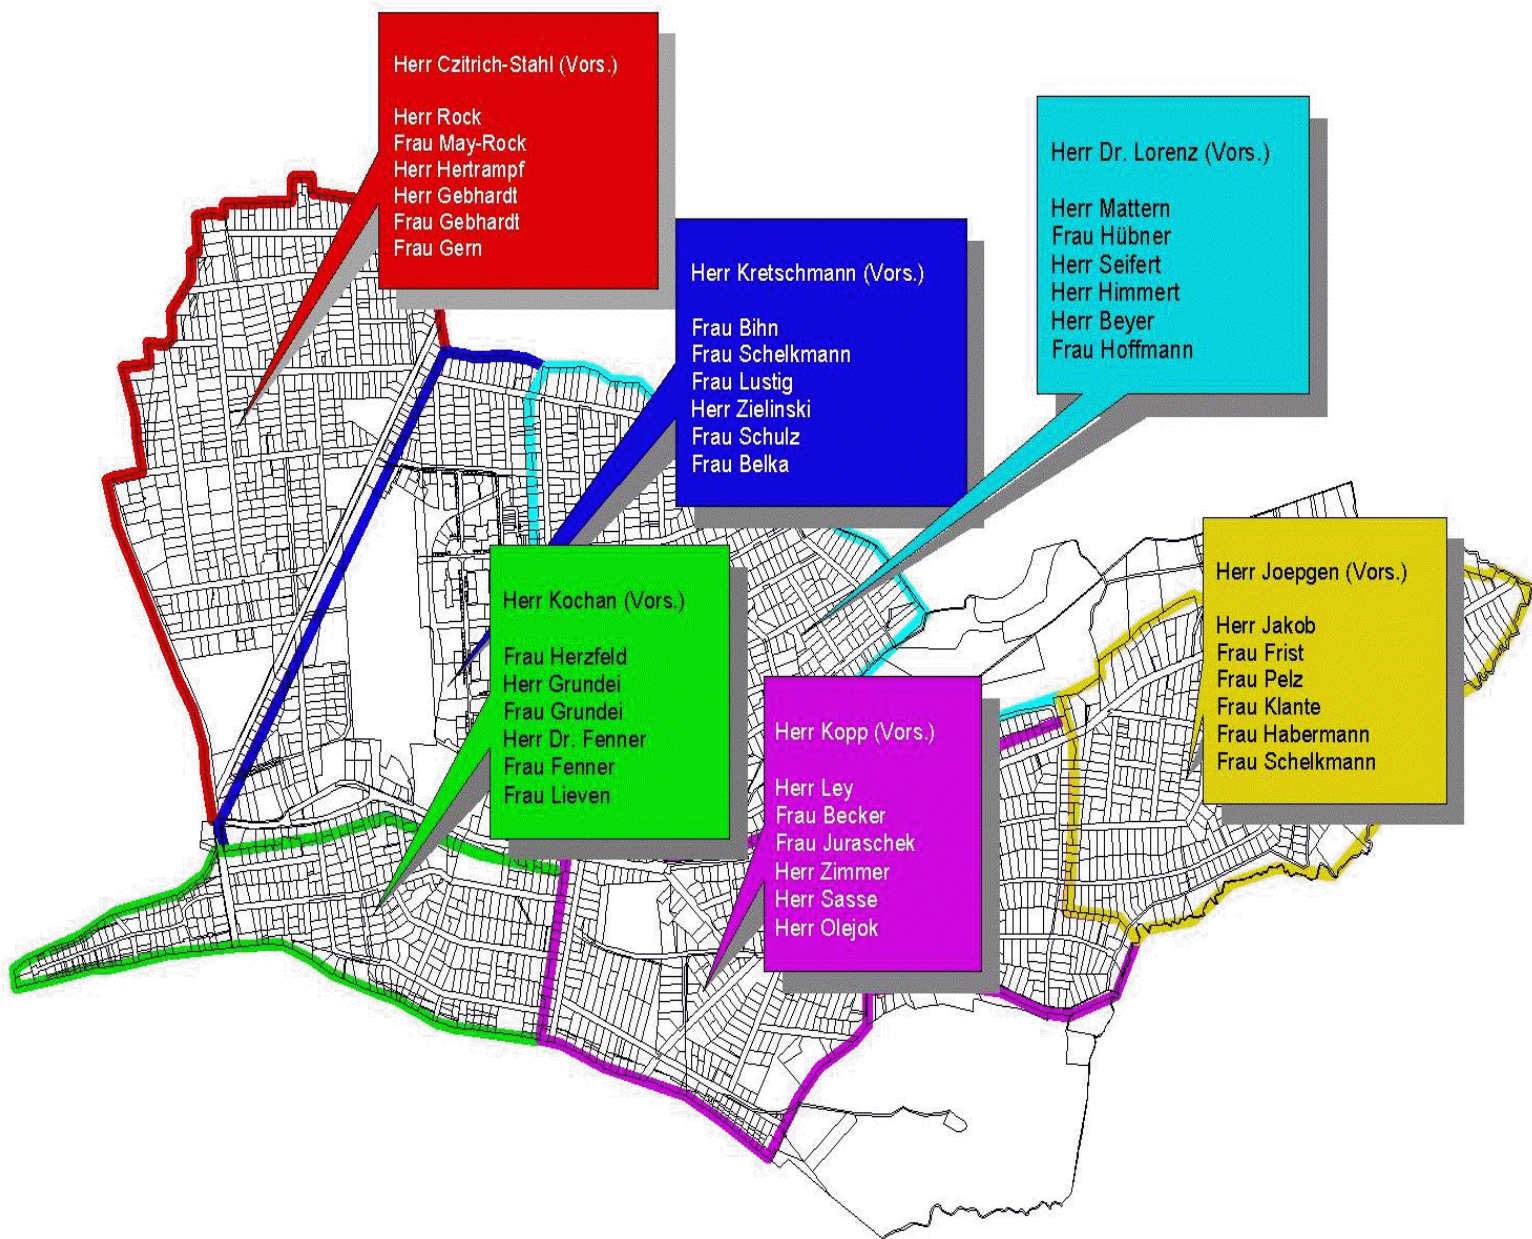 Herr Czitrich-Stahl (Vors.)
Herr Rock
Frau May-Rock
Herr Hertrampf
Herr Gebhardt
Frau Gebhardt
Frau Gern
Herr Kretschmann (Vors.)
Frau Bihn
Frau Schelkmann
Frau Lustig
Herr Zielinski
Frau Schulz
Frau Belka
Herr Dr. Lorenz (Vors.)
Herr Mattern
Frau Hübner
Herr Seifert
Herr Himmert
Herr Beyer
Frau Hoffmann
Herr Kochan (Vors.)
Frau Herzfeld
Herr Grundei
Frau Grundei
Herr Dr. Fenner
Frau Fenner
Frau Lieven
Herr Kopp (Vors.)
Herr Ley
Frau Becker
Frau Juraschek
Herr Zimmer
Herr Sasse
Herr Olejok
Herr Joepgen (Vors.)
Herr Jakob
Frau Frist
Frau Pelz
Frau Klante
Frau Habermann
Frau Schelkmann